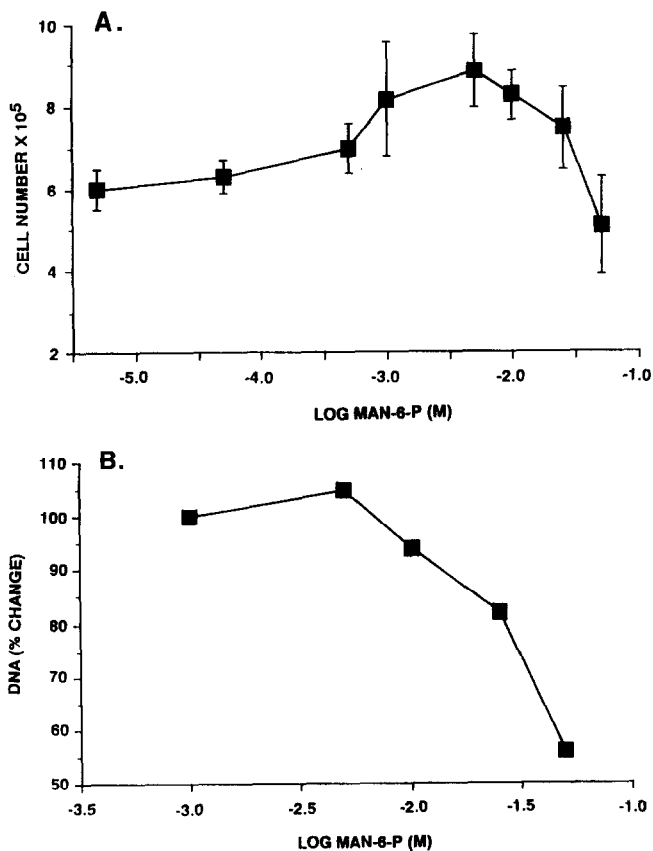 A.
CELL NUMBER X 10⁵
10
8
6
4
2
-5.0 -4.0 -3.0 -2.0 -1.0
LOG MAN-6-P (M)
B.
DNA (% CHANGE)
110
100
90
80
70
60
50
-3.5 -3.0 -2.5 -2.0 -1.5 -1.0
LOG MAN-6-P (M)